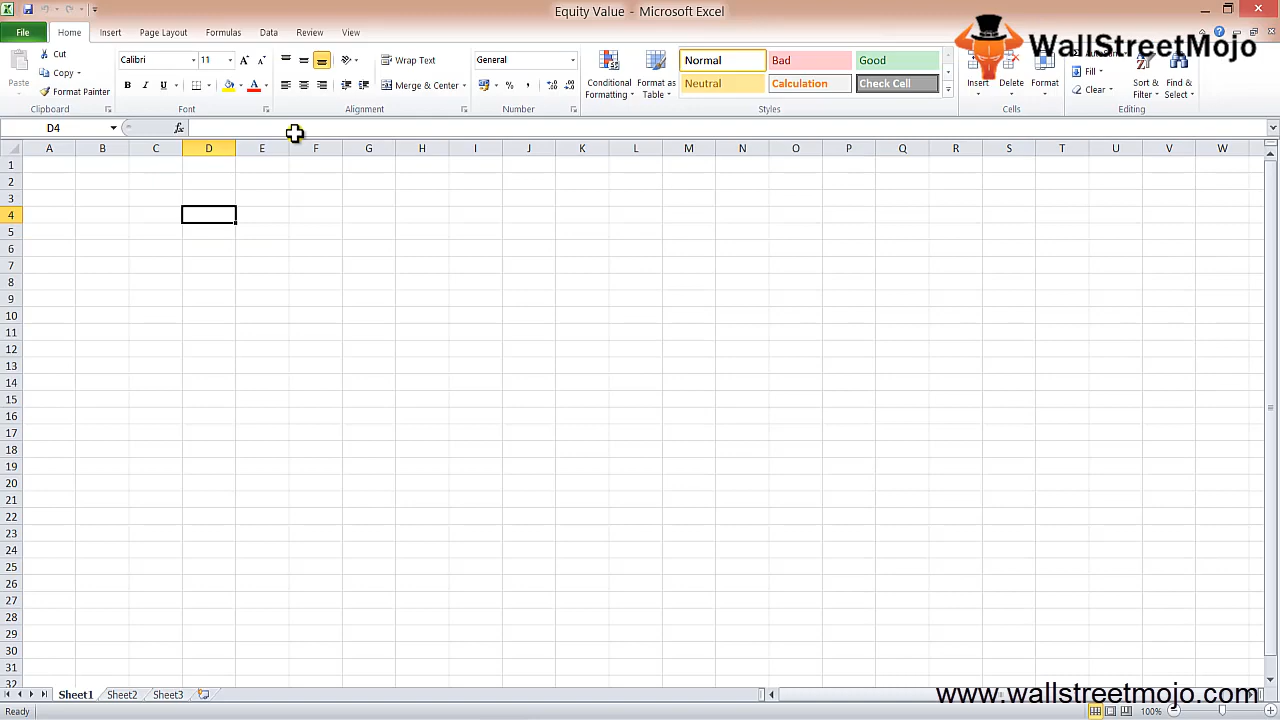 Equity Value - Microsoft Excel
File Home Insert Page Layout Formulas Data Review View
WallStreetMojo
Paste
Cut
Copy
Format Painter
Clipboard
Calibri 11
B I U
Font
Wrap Text
Merge & Center
Alignment
General
Number
Conditional Formatting
Format as Table
Normal Bad Good
Neutral Calculation Check Cell
Styles
Insert Delete Format
Cells
Fill
Clear
Sort & Filter
Find & Select
Editing
D4 fx
A B C D E F G H I J K L M N O P Q R S T U V W
1
2
3
4
5
6
7
8
9
10
11
12
13
14
15
16
17
18
19
20
21
22
23
24
25
26
27
28
29
30
31
32
Sheet1 Sheet2 Sheet3
www.wallstreetmojo.com
Ready 100%